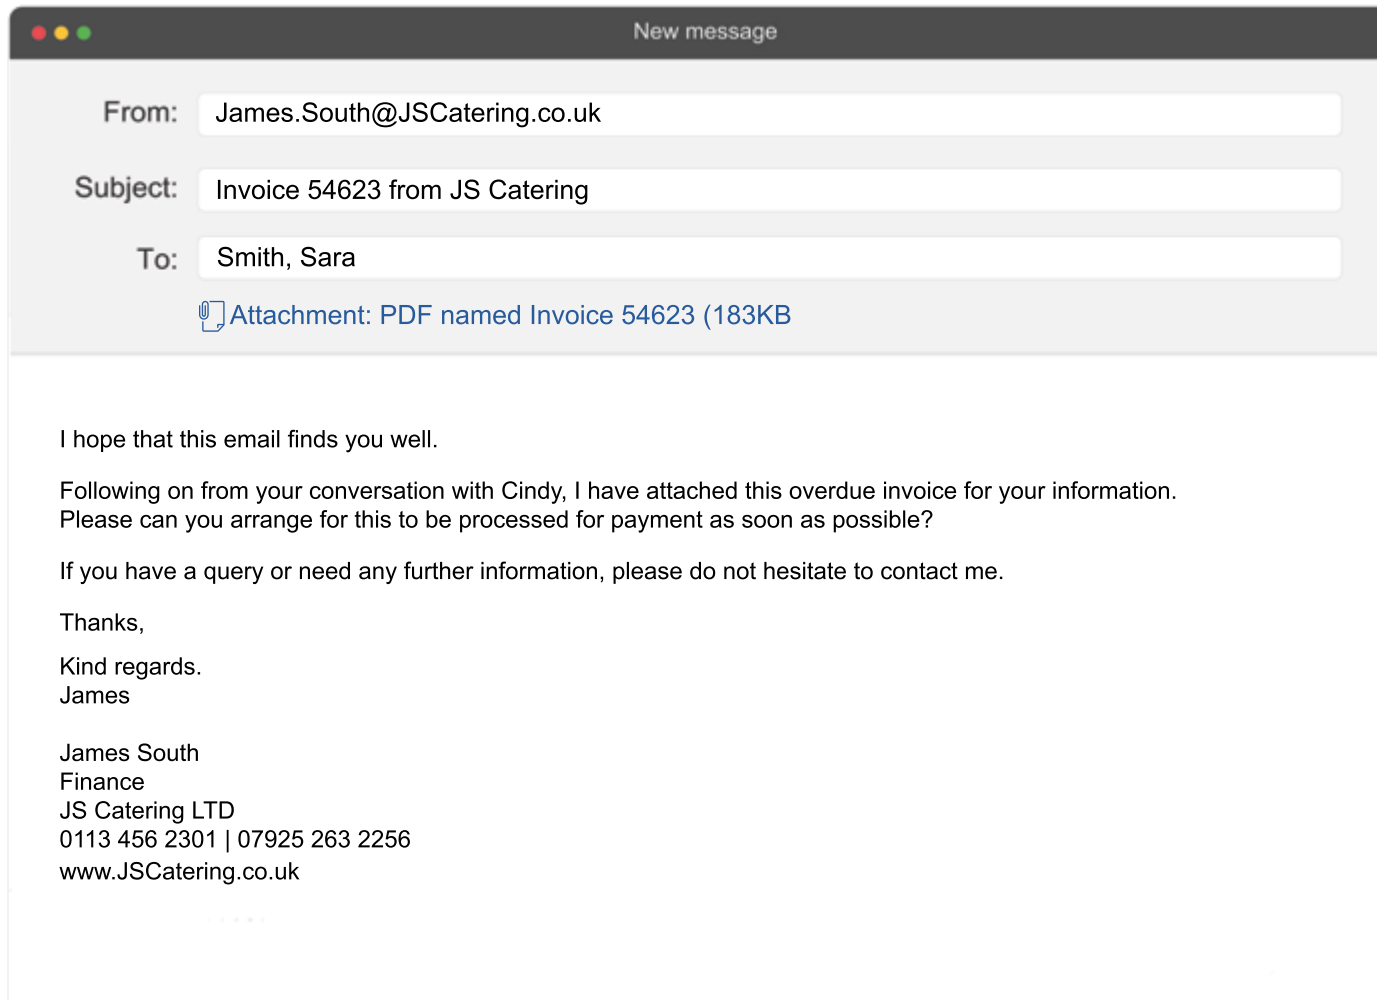 New message
From: James.South@JSCatering.co.uk
Subject: Invoice 54623 from JS Catering
To: Smith, Sara
Attachment: PDF named Invoice 54623 (183KB
I hope that this email finds you well.
Following on from your conversation with Cindy, I have attached this overdue invoice for your information.
Please can you arrange for this to be processed for payment as soon as possible?
If you have a query or need any further information, please do not hesitate to contact me.
Thanks,
Kind regards.
James
James South
Finance
JS Catering LTD
0113 456 2301 | 07925 263 2256
www.JSCatering.co.uk